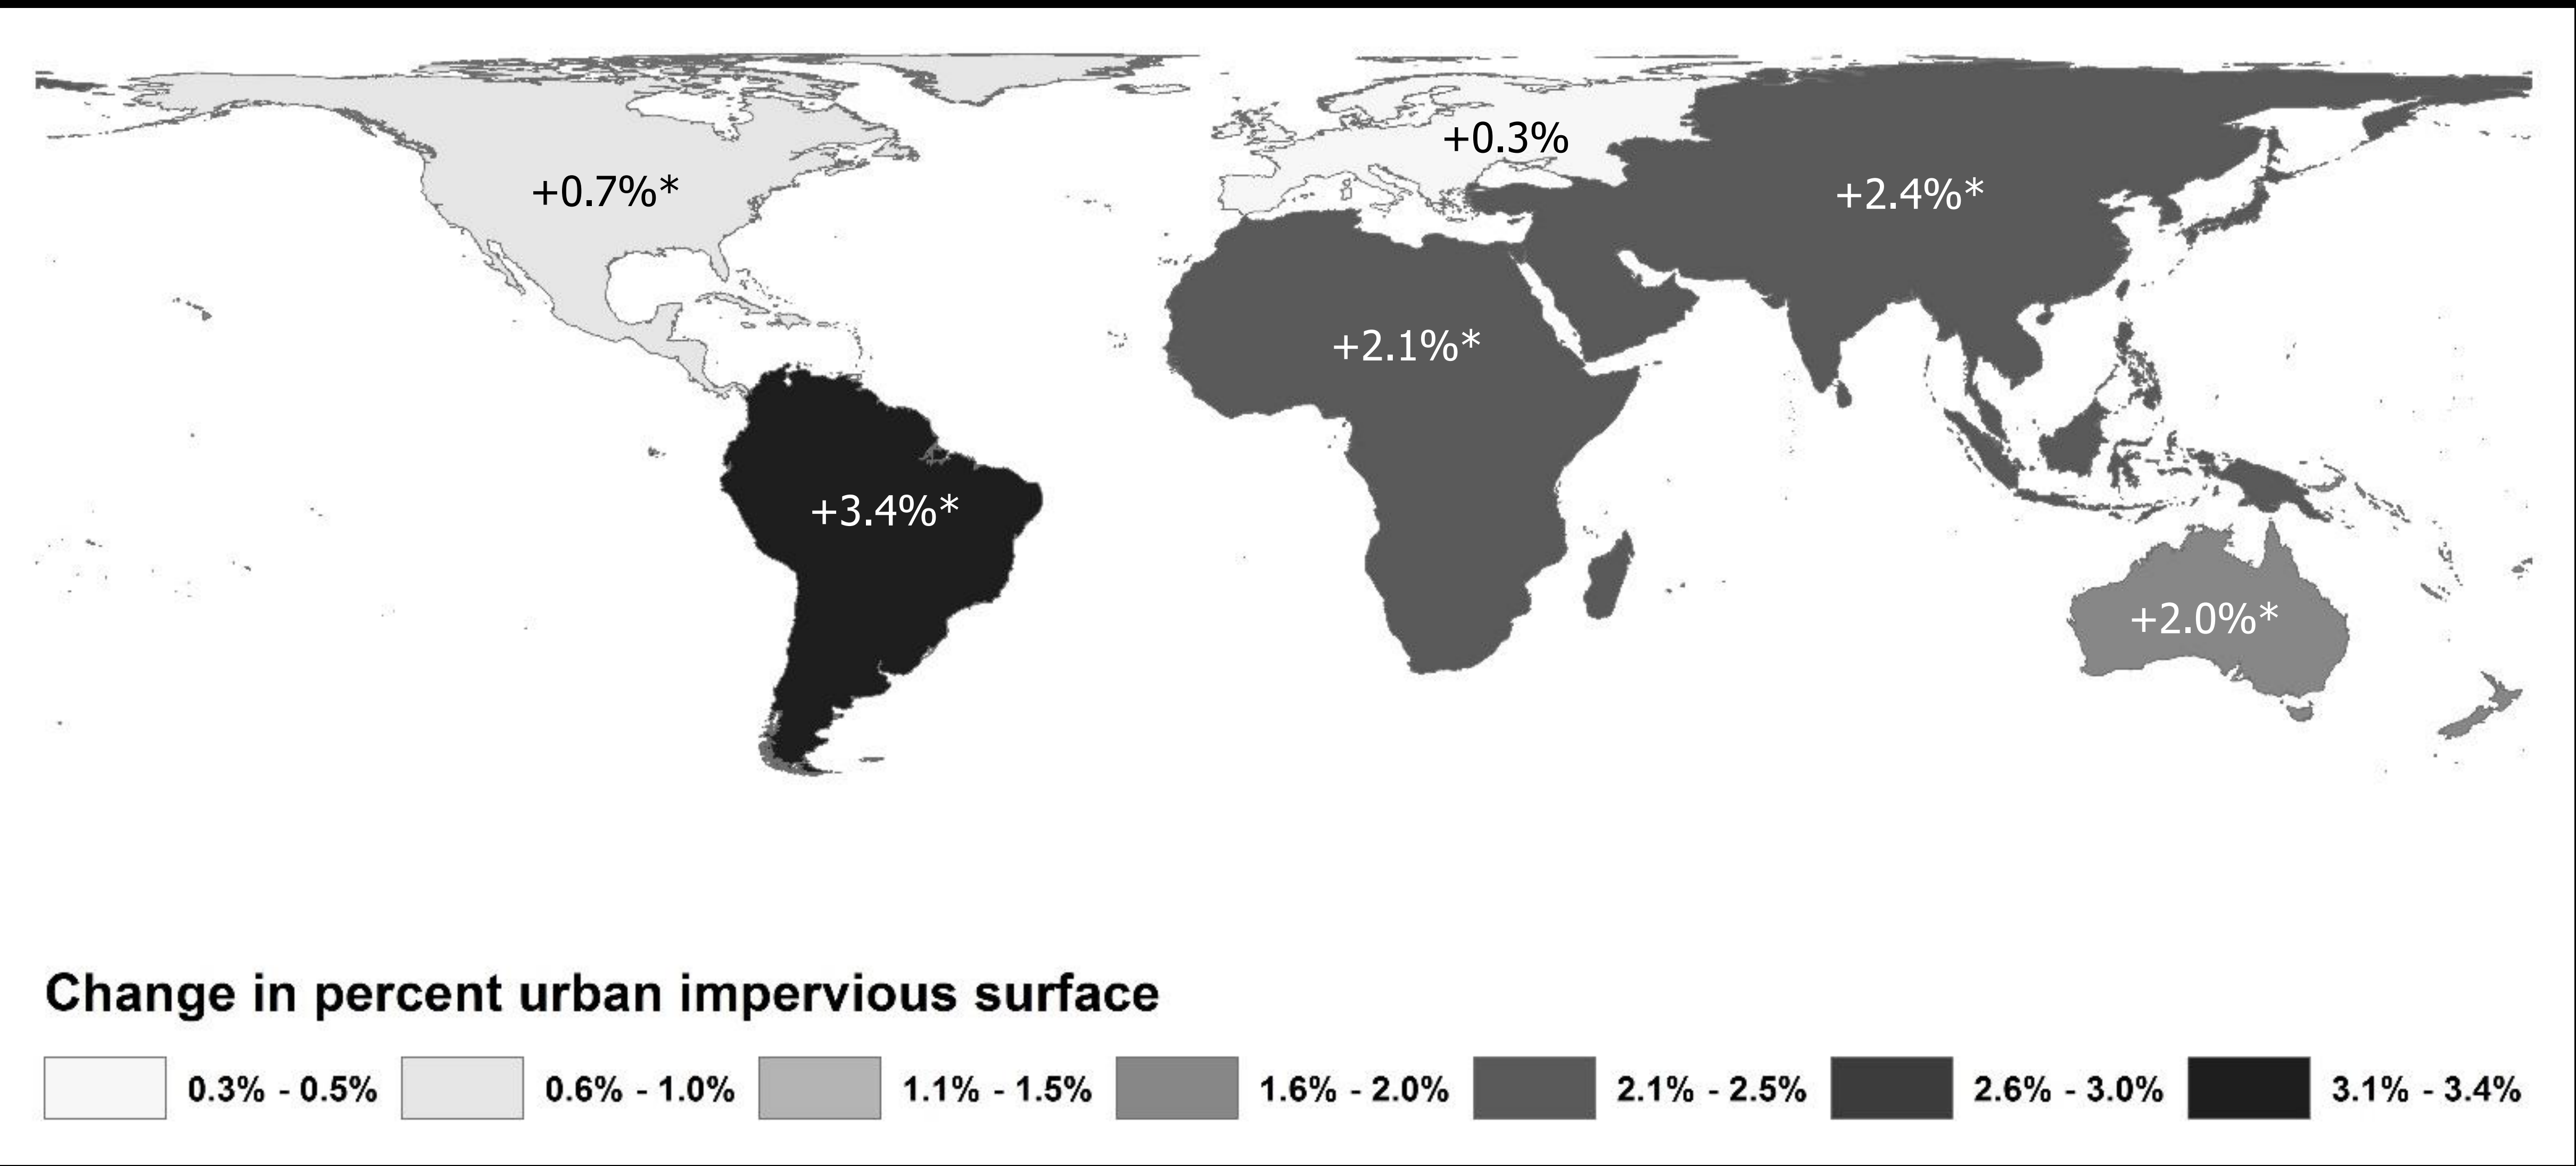 +0.3%
+0.7%*
+2.4%*
+2.1%*
+3.4%*
+2.0%*
Change in percent urban impervious surface
0.3% - 0.5%
0.6% - 1.0%
1.1% - 1.5%
1.6% - 2.0%
2.1% - 2.5%
2.6% - 3.0%
3.1% - 3.4%